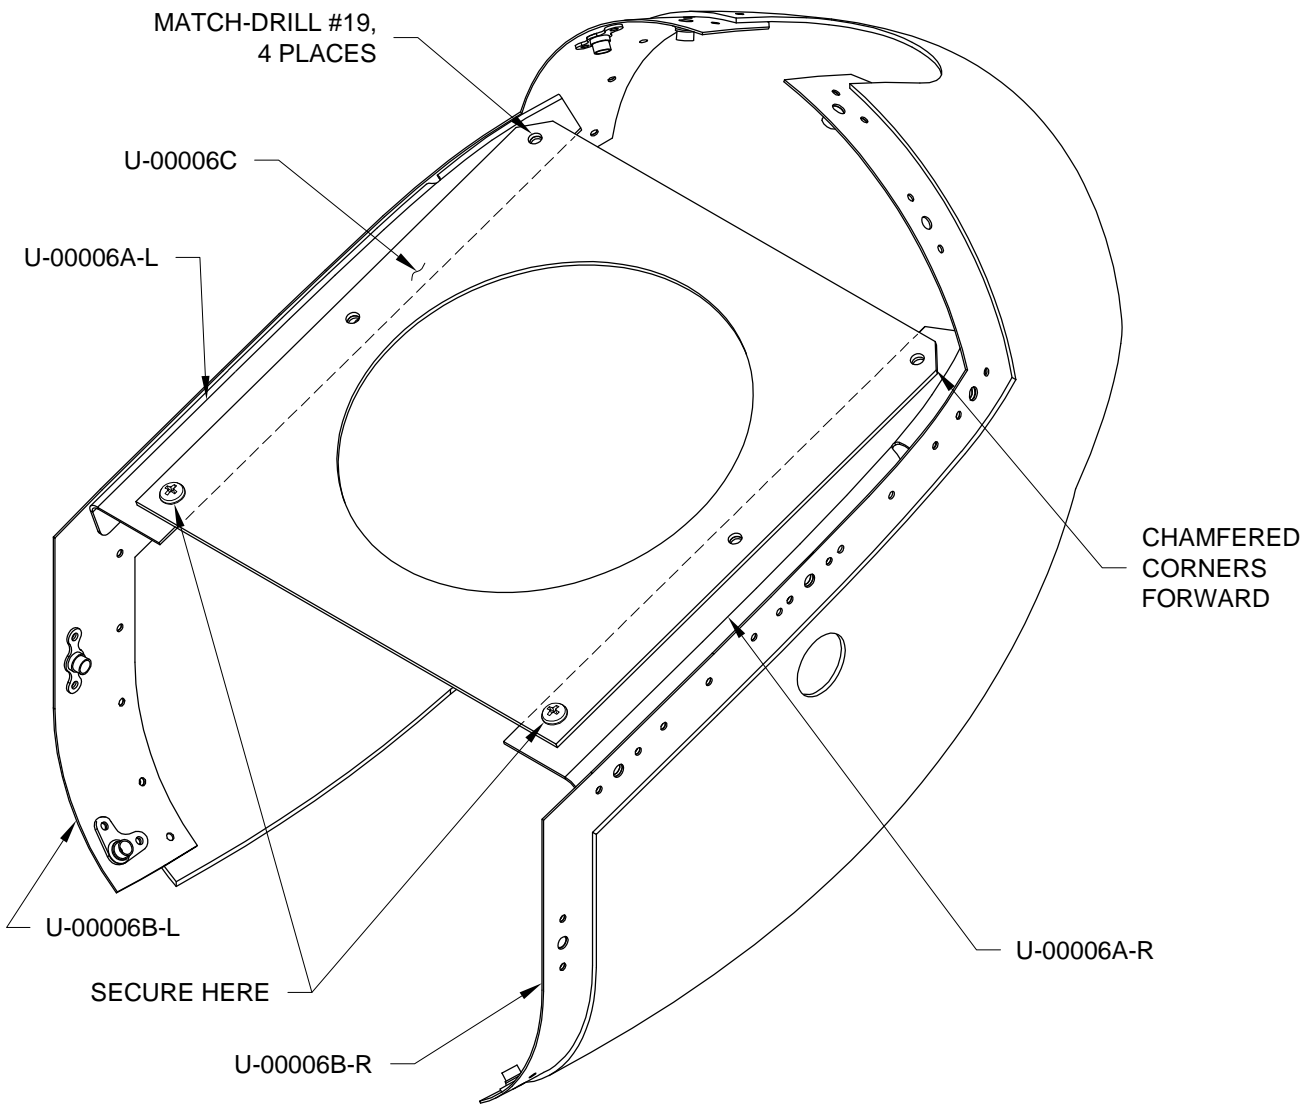 MATCH-DRILL #19,
4 PLACES
U-00006C
U-00006A-L
CHAMFERED
CORNERS
FORWARD
U-00006B-L
U-00006A-R
SECURE HERE
U-00006B-R